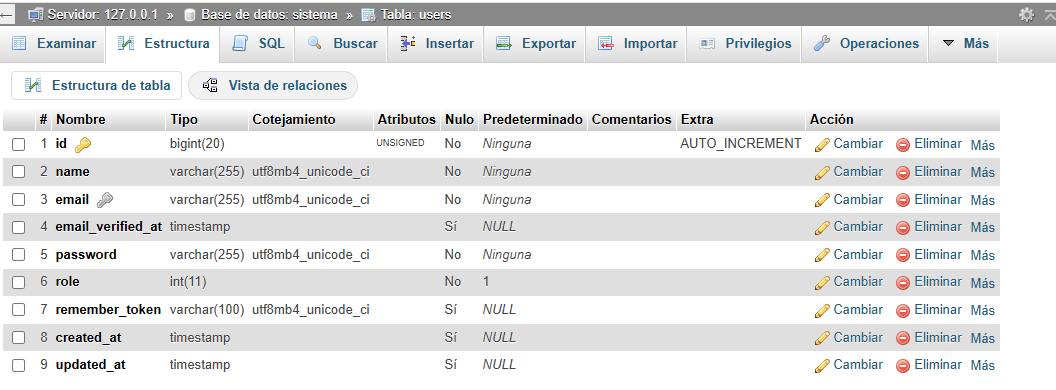 Servidor: 127.0.0.1 » Base de datos: sistema » Tabla: users
Examinar Estructura SQL Buscar Insertar Exportar Importar Privilegios Operaciones Más
Estructura de tabla Vista de relaciones
# Nombre Tipo Cotejamiento Atributos Nulo Predeterminado Comentarios Extra Acción
1 id bigint(20) UNSIGNED No Ninguna AUTO_INCREMENT Cambiar Eliminar Más
2 name varchar(255) utf8mb4_unicode_ci No Ninguna Cambiar Eliminar Más
3 email varchar(255) utf8mb4_unicode_ci No Ninguna Cambiar Eliminar Más
4 email_verified_at timestamp Sí NULL Cambiar Eliminar Más
5 password varchar(255) utf8mb4_unicode_ci No Ninguna Cambiar Eliminar Más
6 role int(11) No 1 Cambiar Eliminar Más
7 remember_token varchar(100) utf8mb4_unicode_ci Sí NULL Cambiar Eliminar Más
8 created_at timestamp Sí NULL Cambiar Eliminar Más
9 updated_at timestamp Sí NULL Cambiar Eliminar Más